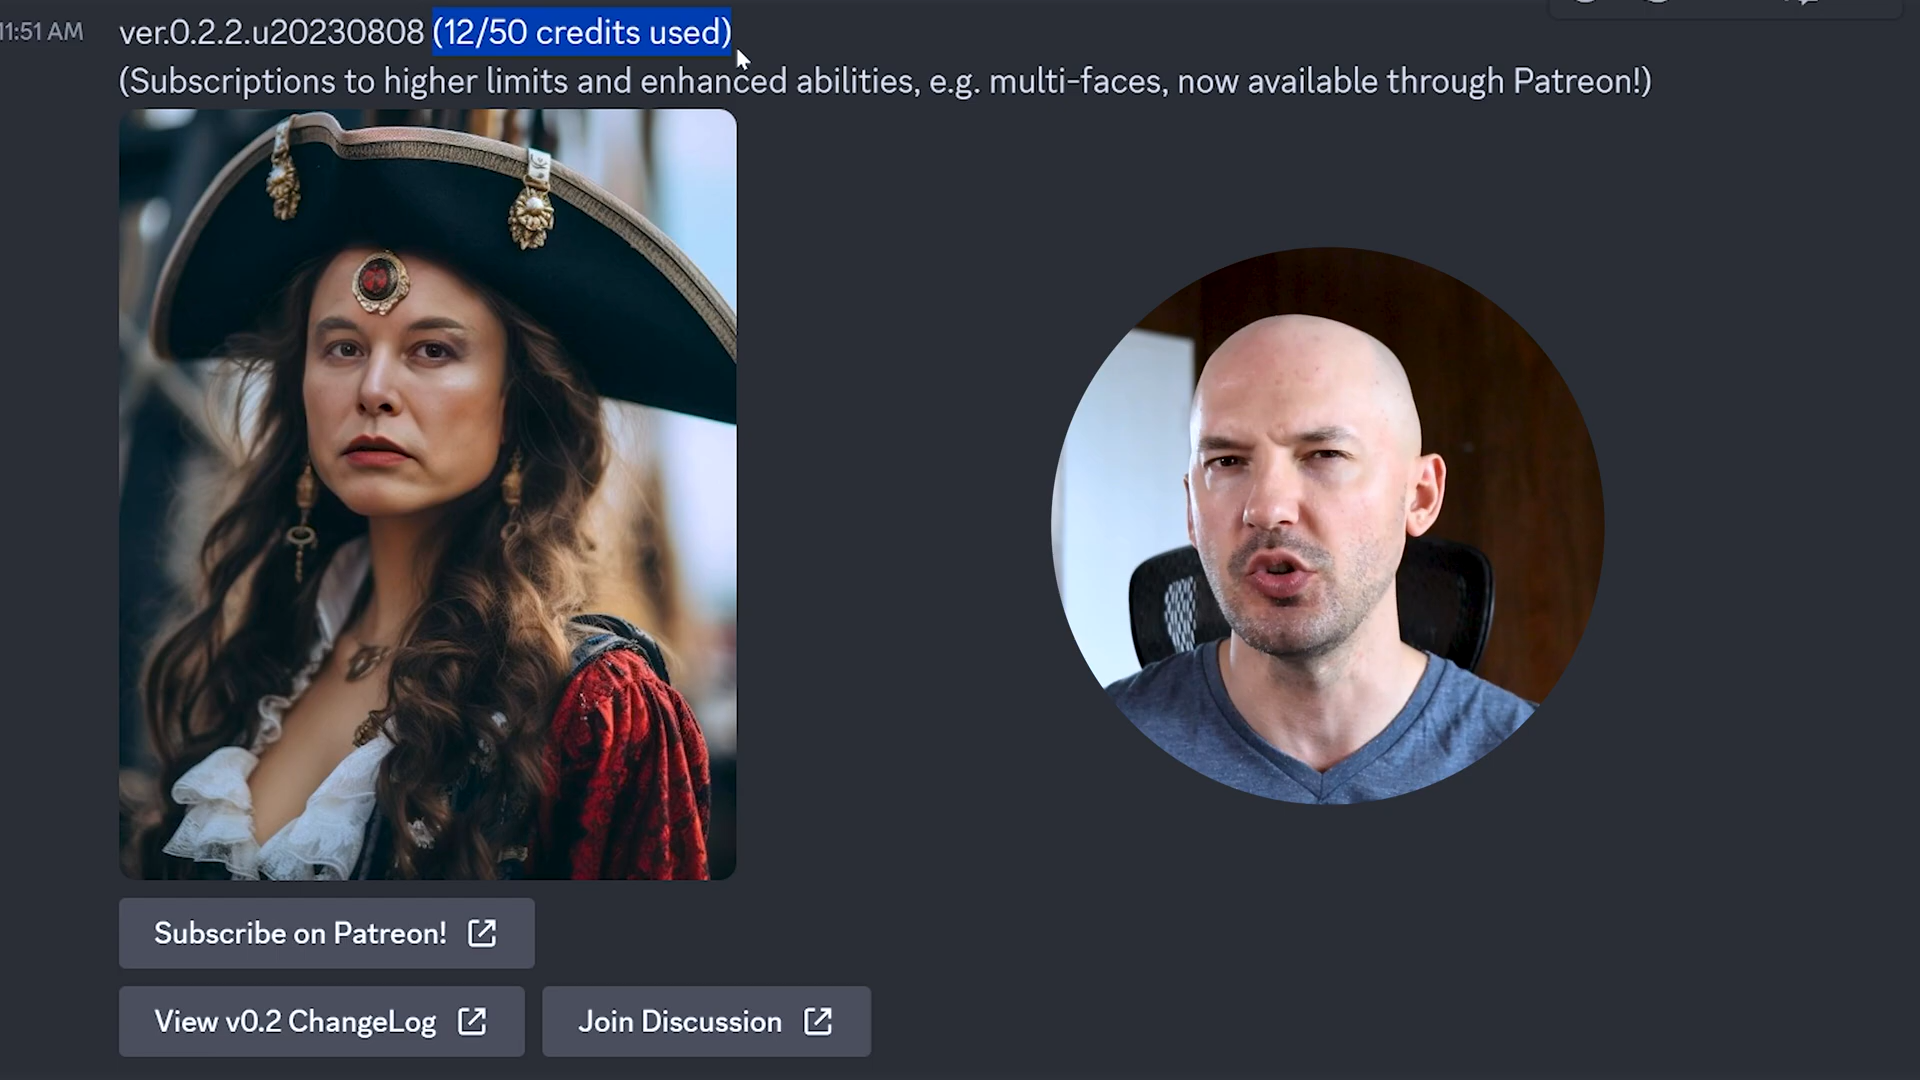 11:51 AM ver.0.2.2.u20230808 (12/50 credits used)
(Subscriptions to higher limits and enhanced abilities, e.g. multi-faces, now available through Patreon!)
Subscribe on Patreon!
View v0.2 ChangeLog
Join Discussion